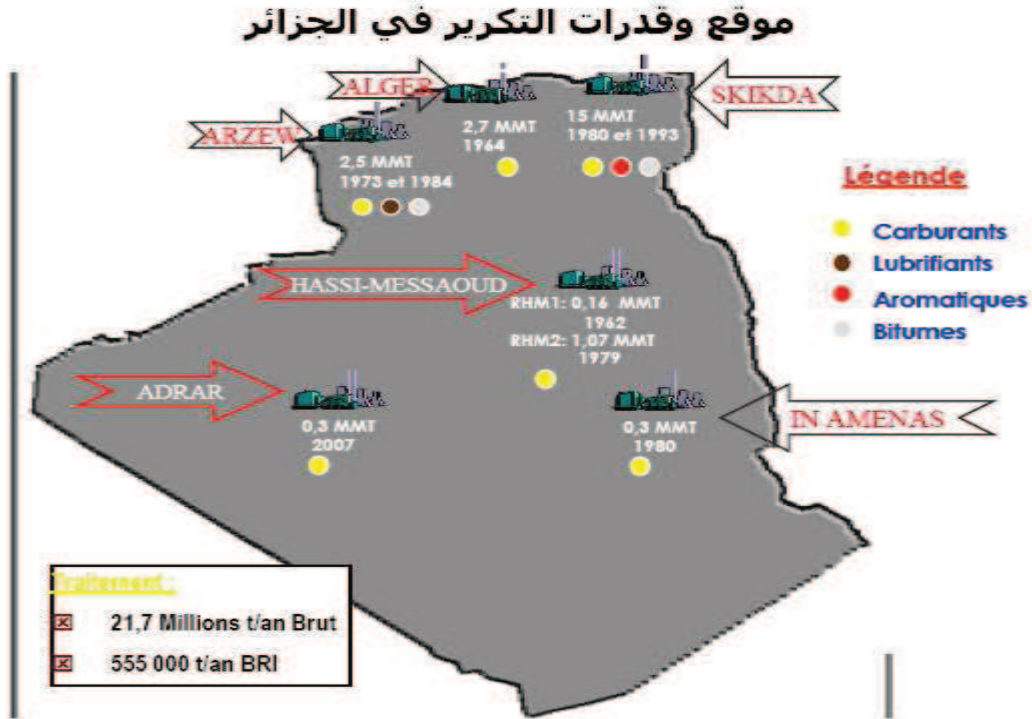 موقع وقدرات التكرير في الجزائر
ALGER
SKIKDA
ARZEW
2,7 MMT
1964
15 MMT
1980 et 1993
2,5 MMT
1973 et 1984
Légende
Carburants
Lubrifiants
Aromatiques
Bitumes
HASSI-MESSAOUD
RHM1: 0,16 MMT
1962
RHM2: 1,07 MMT
1979
ADRAR
0,3 MMT
2007
IN AMENAS
0,3 MMT
1980
Traitement :
21,7 Millions t/an Brut
555 000 t/an BRI